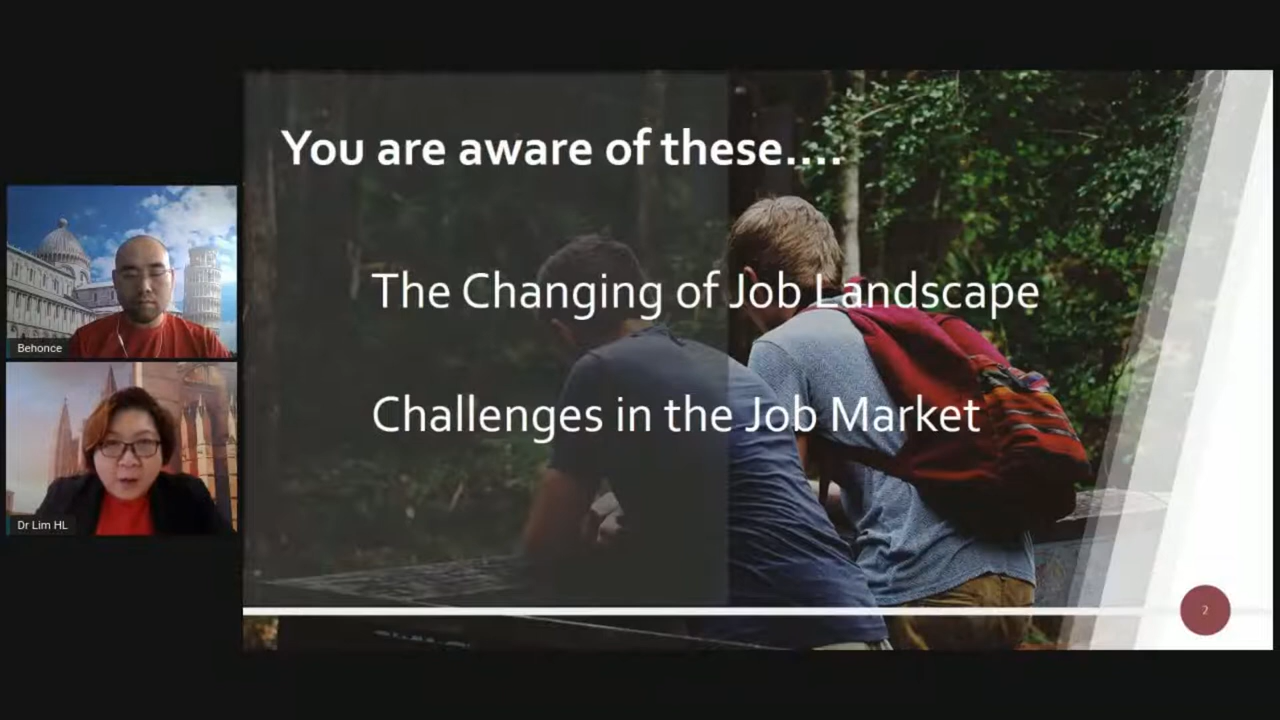 You are aware of these....
The Changing of Job Landscape
Challenges in the Job Market
Behonce
Dr Lim HL
2